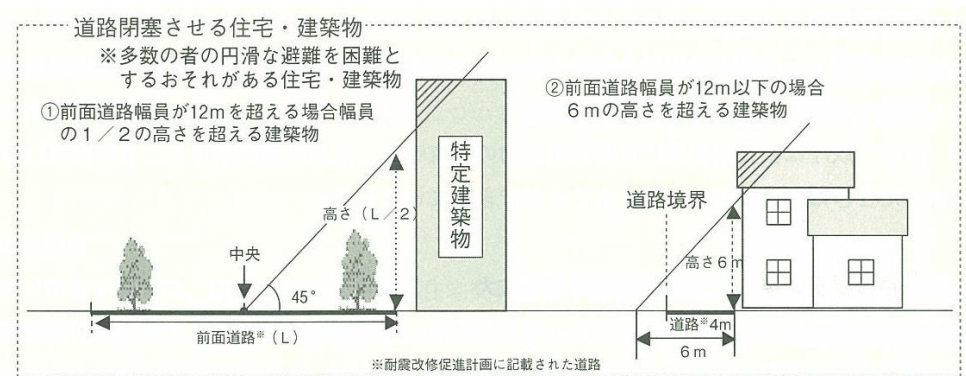 道路閉塞させる住宅・建築物
※多数の者の円滑な避難を困難と
するおそれがある住宅・建築物
①前面道路幅員が12mを超える場合幅員
の1／2の高さを超える建築物
②前面道路幅員が12m以下の場合
6mの高さを超える建築物
特定建築物
高さ（L／2）
中央
45°
前面道路※（L）
道路境界
高さ6m
道路※4m
6m
※耐震改修促進計画に記載された道路